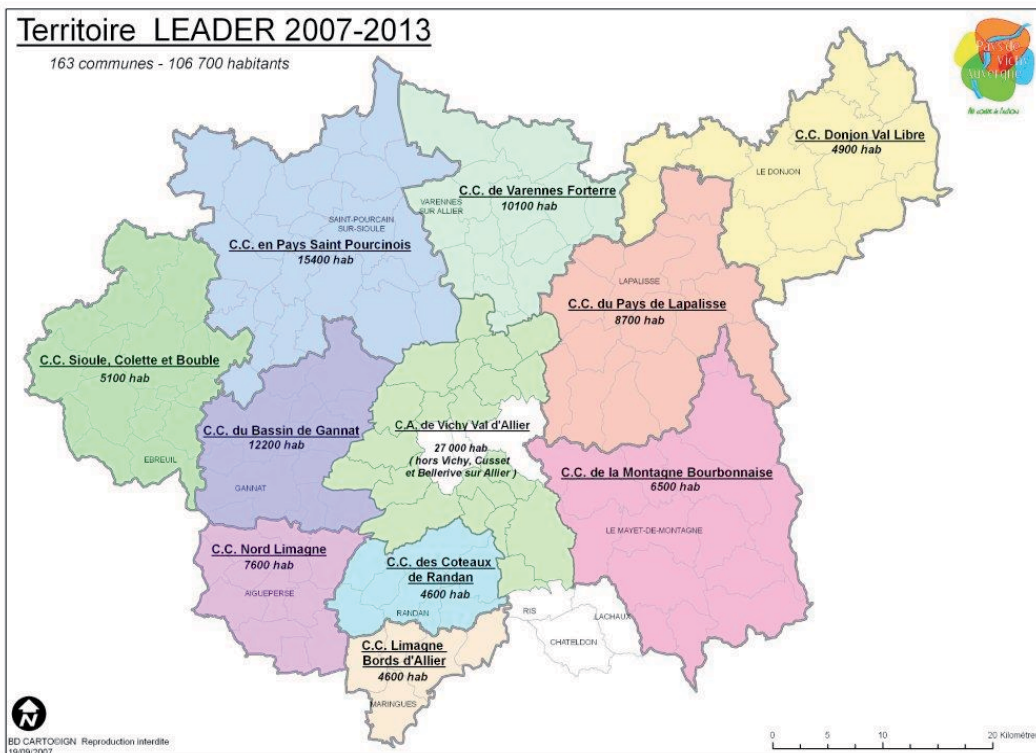 Territoire LEADER 2007-2013
163 communes - 106 700 habitants
Pays de
Vichy
Auvergne
C.C. Donjon Val Libre
4900 hab
LE DONJON
C.C. de Varennes Forterre
10100 hab
VARENNES
SUR ALLIER
SAINT-POURCAIN
-SUR-SIOULE
C.C. en Pays Saint Pourcinois
15400 hab
LAPALISSE
C.C. du Pays de Lapalisse
8700 hab
C.C. Sioule, Colette et Bouble
5100 hab
EBREUIL
C.C. du Bassin de Gannat
12200 hab
GANNAT
C.A. de Vichy Val d'Allier
27 000 hab
( hors Vichy, Cusset
et Bellerive sur Allier )
C.C. de la Montagne Bourbonnaise
6500 hab
LE MAYET-DE-MONTAGNE
C.C. Nord Limagne
7600 hab
AIGUEPERSE
C.C. des Coteaux
de Randan
4600 hab
RANDAN
RIS
LACHAUX
CHATELDON
C.C. Limagne
Bords d'Allier
4600 hab
MARINGUES
N
BD CARTO©IGN Reproduction interdite
19/09/2007
0 5 10 20 Kilomètres